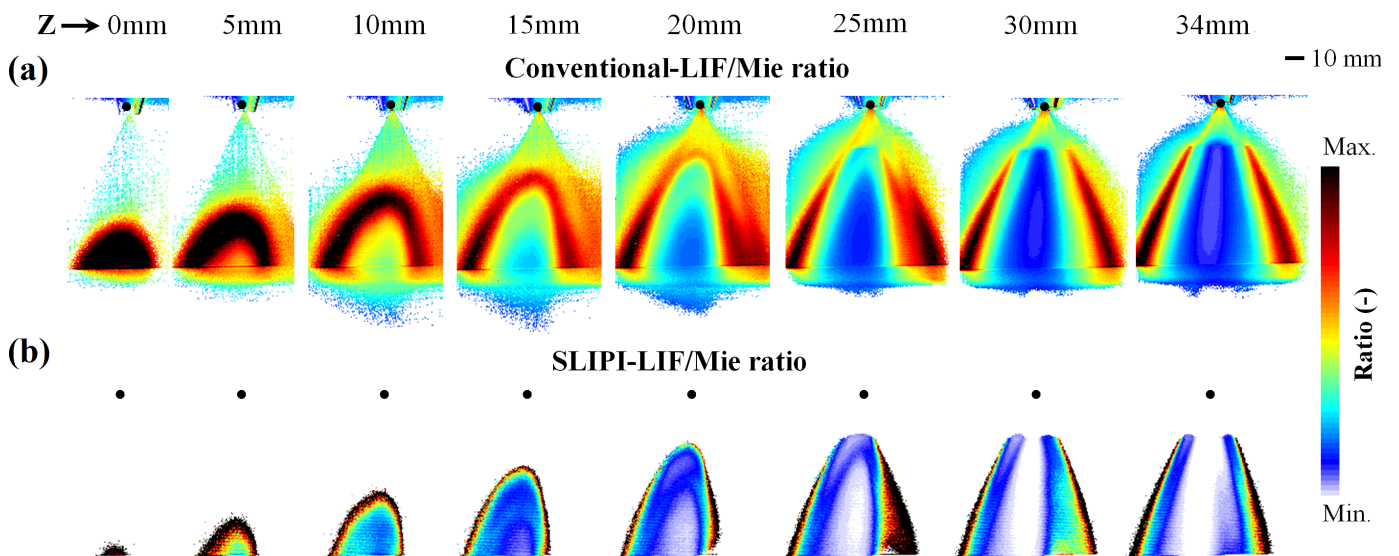 Z → 0mm 5mm 10mm 15mm 20mm 25mm 30mm 34mm
(a) Conventional-LIF/Mie ratio
10 mm
Max.
Ratio (-)
Min.
(b) SLIPI-LIF/Mie ratio